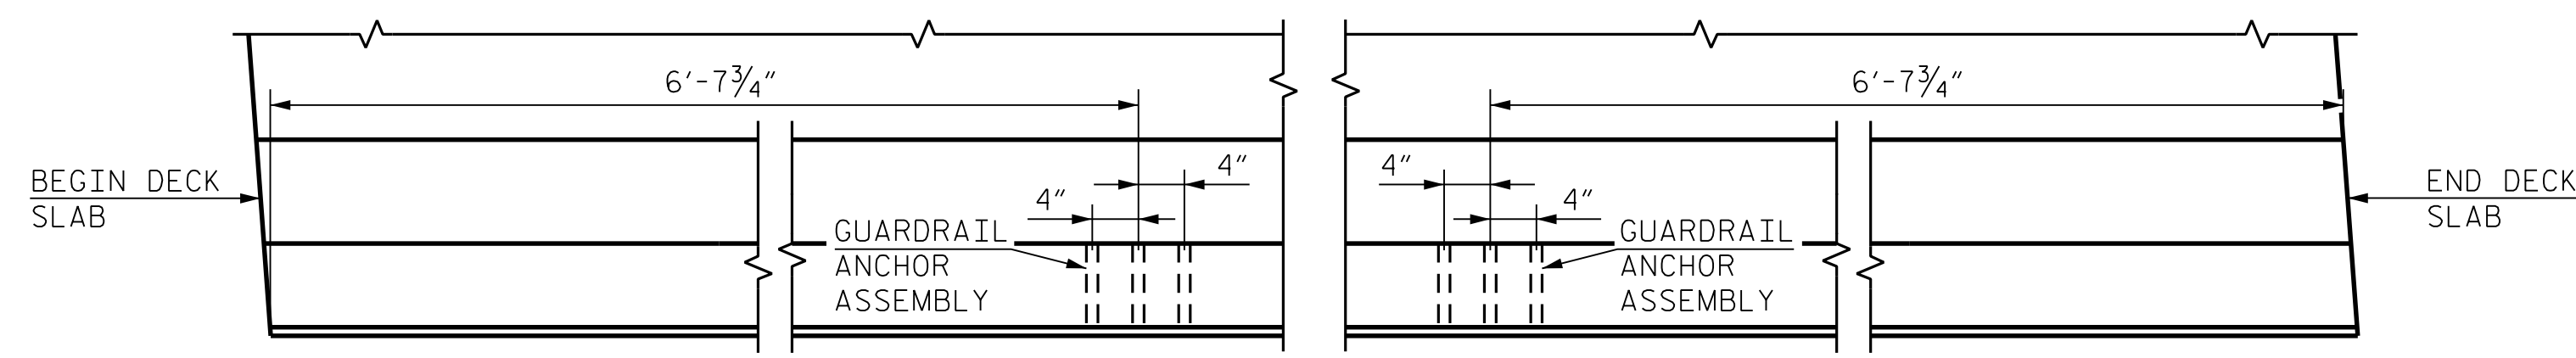 6'-7¾"
6'-7¾"
4"
4"
4"
4"
BEGIN DECK
SLAB
GUARDRAIL
ANCHOR
ASSEMBLY
GUARDRAIL
ANCHOR
ASSEMBLY
END DECK
SLAB